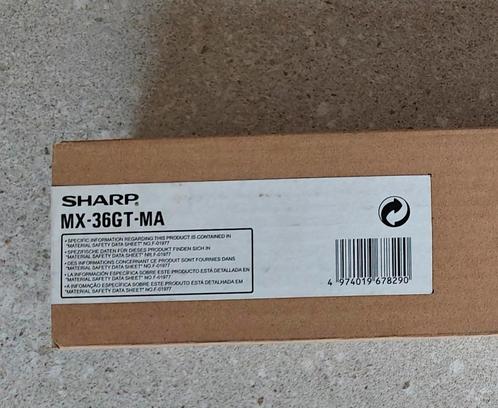 SHARP
MX-36GT-MA
• SPECIFIC INFORMATION REGARDING THIS PRODUCT IS CONTAINED IN
"MATERIAL SAFETY DATA SHEET" NO.F-01977
• SPEZIFISCHE DATEN FÜR DIESES PRODUKT FINDEN SICH IN
"MATERIAL SAFETY DATA SHEET" NR.F-01977
• DES INFORMATIONS CONCERNANT CE PRODUIT SONT FOURNIES DANS
"MATERIAL SAFETY DATA SHEET" NO.F-01977
• LA INFORMACIÓN ESPECÍFICA SOBRE ESTE PRODUCTO ESTÁ DETALLADA EN
"MATERIAL SAFETY DATA SHEET" NO.F-01977
• A INFOMAÇÃO ESPECÍFICA SOBRE ESTE PRODUTO ESTÁ DETALHADA EM
"MATERIAL SAFETY DATA SHEET" NO.F-01977
4 974019 678290